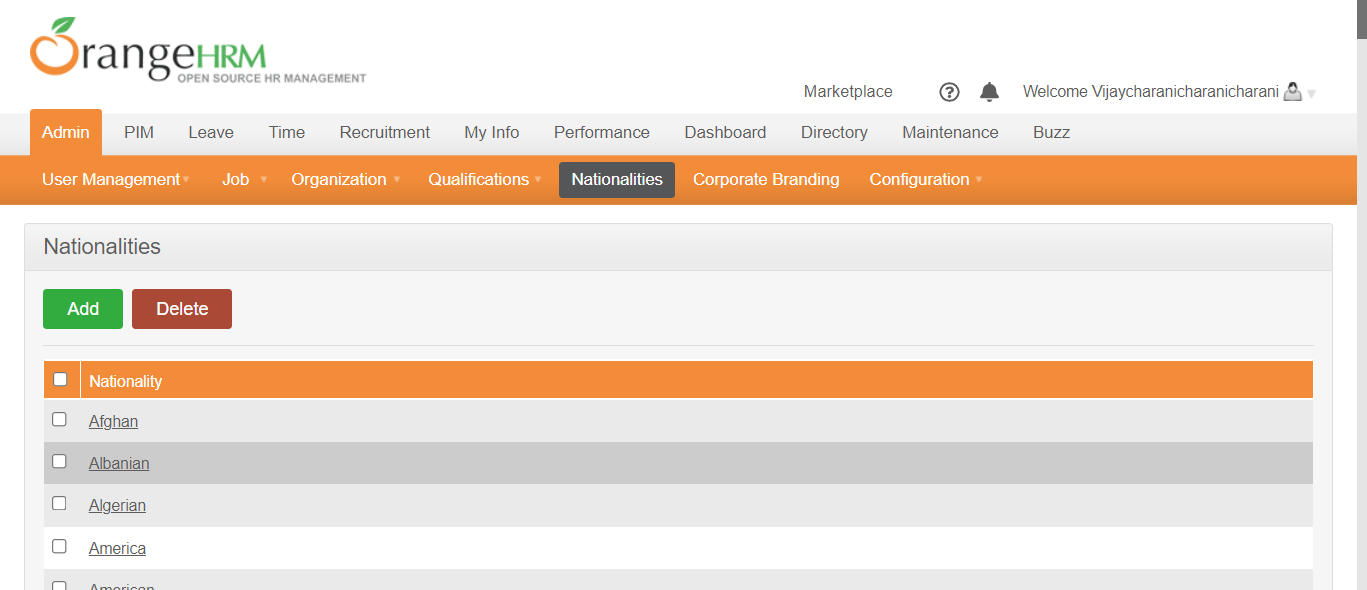 OrangeHRM
OPEN SOURCE HR MANAGEMENT
Marketplace ? Welcome Vijaycharanicharanicharani
Admin PIM Leave Time Recruitment My Info Performance Dashboard Directory Maintenance Buzz
User Management Job Organization Qualifications Nationalities Corporate Branding Configuration
Nationalities
Add Delete
Nationality
Afghan
Albanian
Algerian
America
American